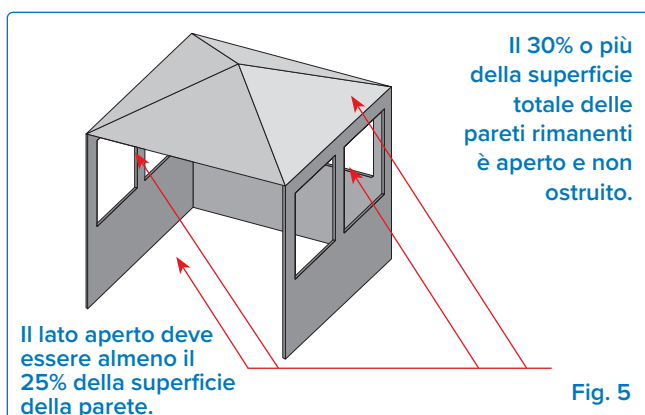 Il 30% o più
della superficie
totale delle
pareti rimanenti
è aperto e non
ostruito.
Il lato aperto deve
essere almeno il
25% della superficie
della parete.
Fig. 5